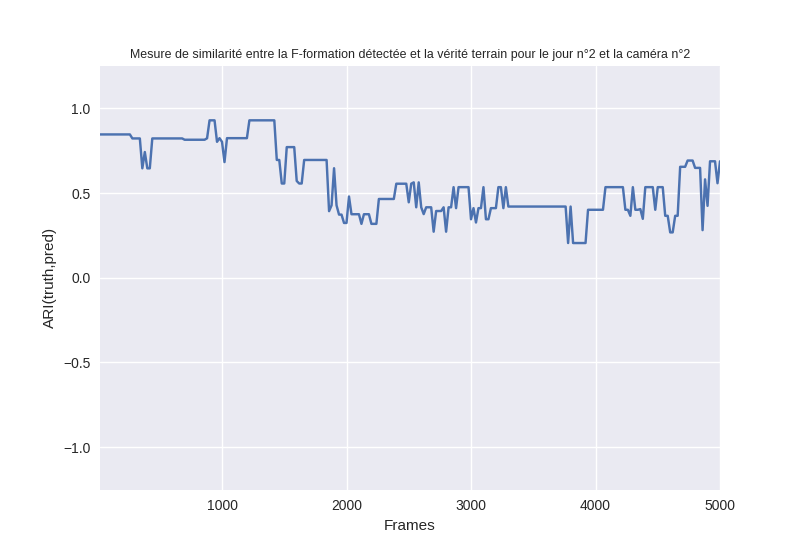 Mesure de similarité entre la F-formation détectée et la vérité terrain pour le jour n°2 et la caméra n°2
1.0
0.5
0.0
−0.5
−1.0
ARI(truth,pred)
1000 2000 3000 4000 5000
Frames